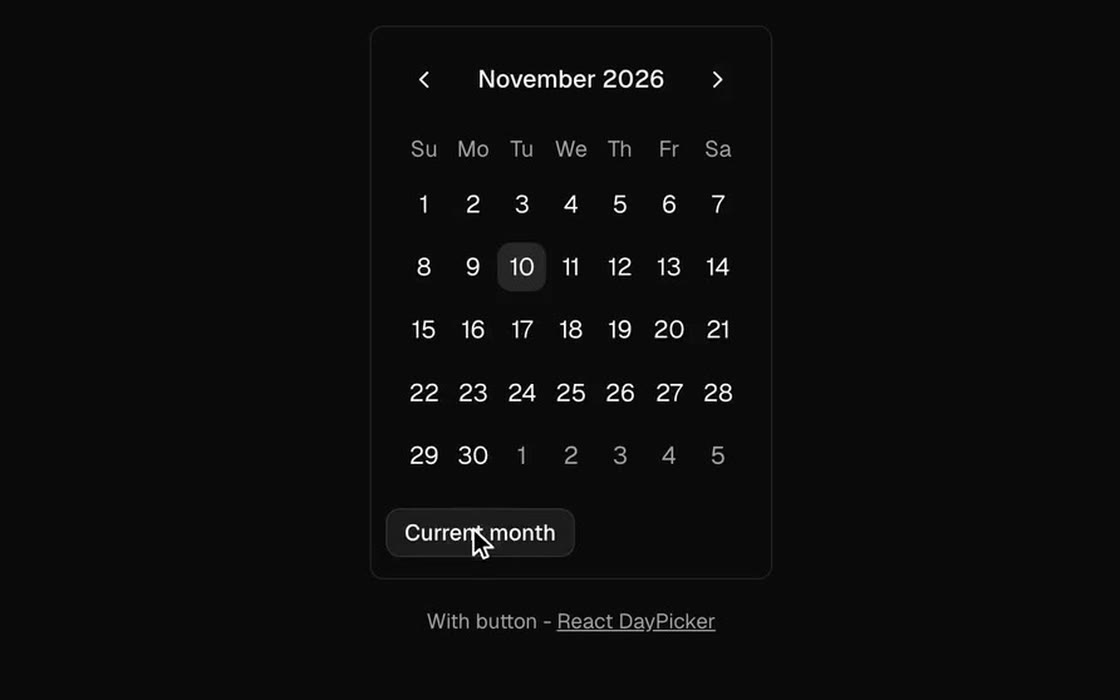 November 2026
Su Mo Tu We Th Fr Sa
1 2 3 4 5 6 7
8 9 10 11 12 13 14
15 16 17 18 19 20 21
22 23 24 25 26 27 28
29 30 1 2 3 4 5
Current month
With button - React DayPicker